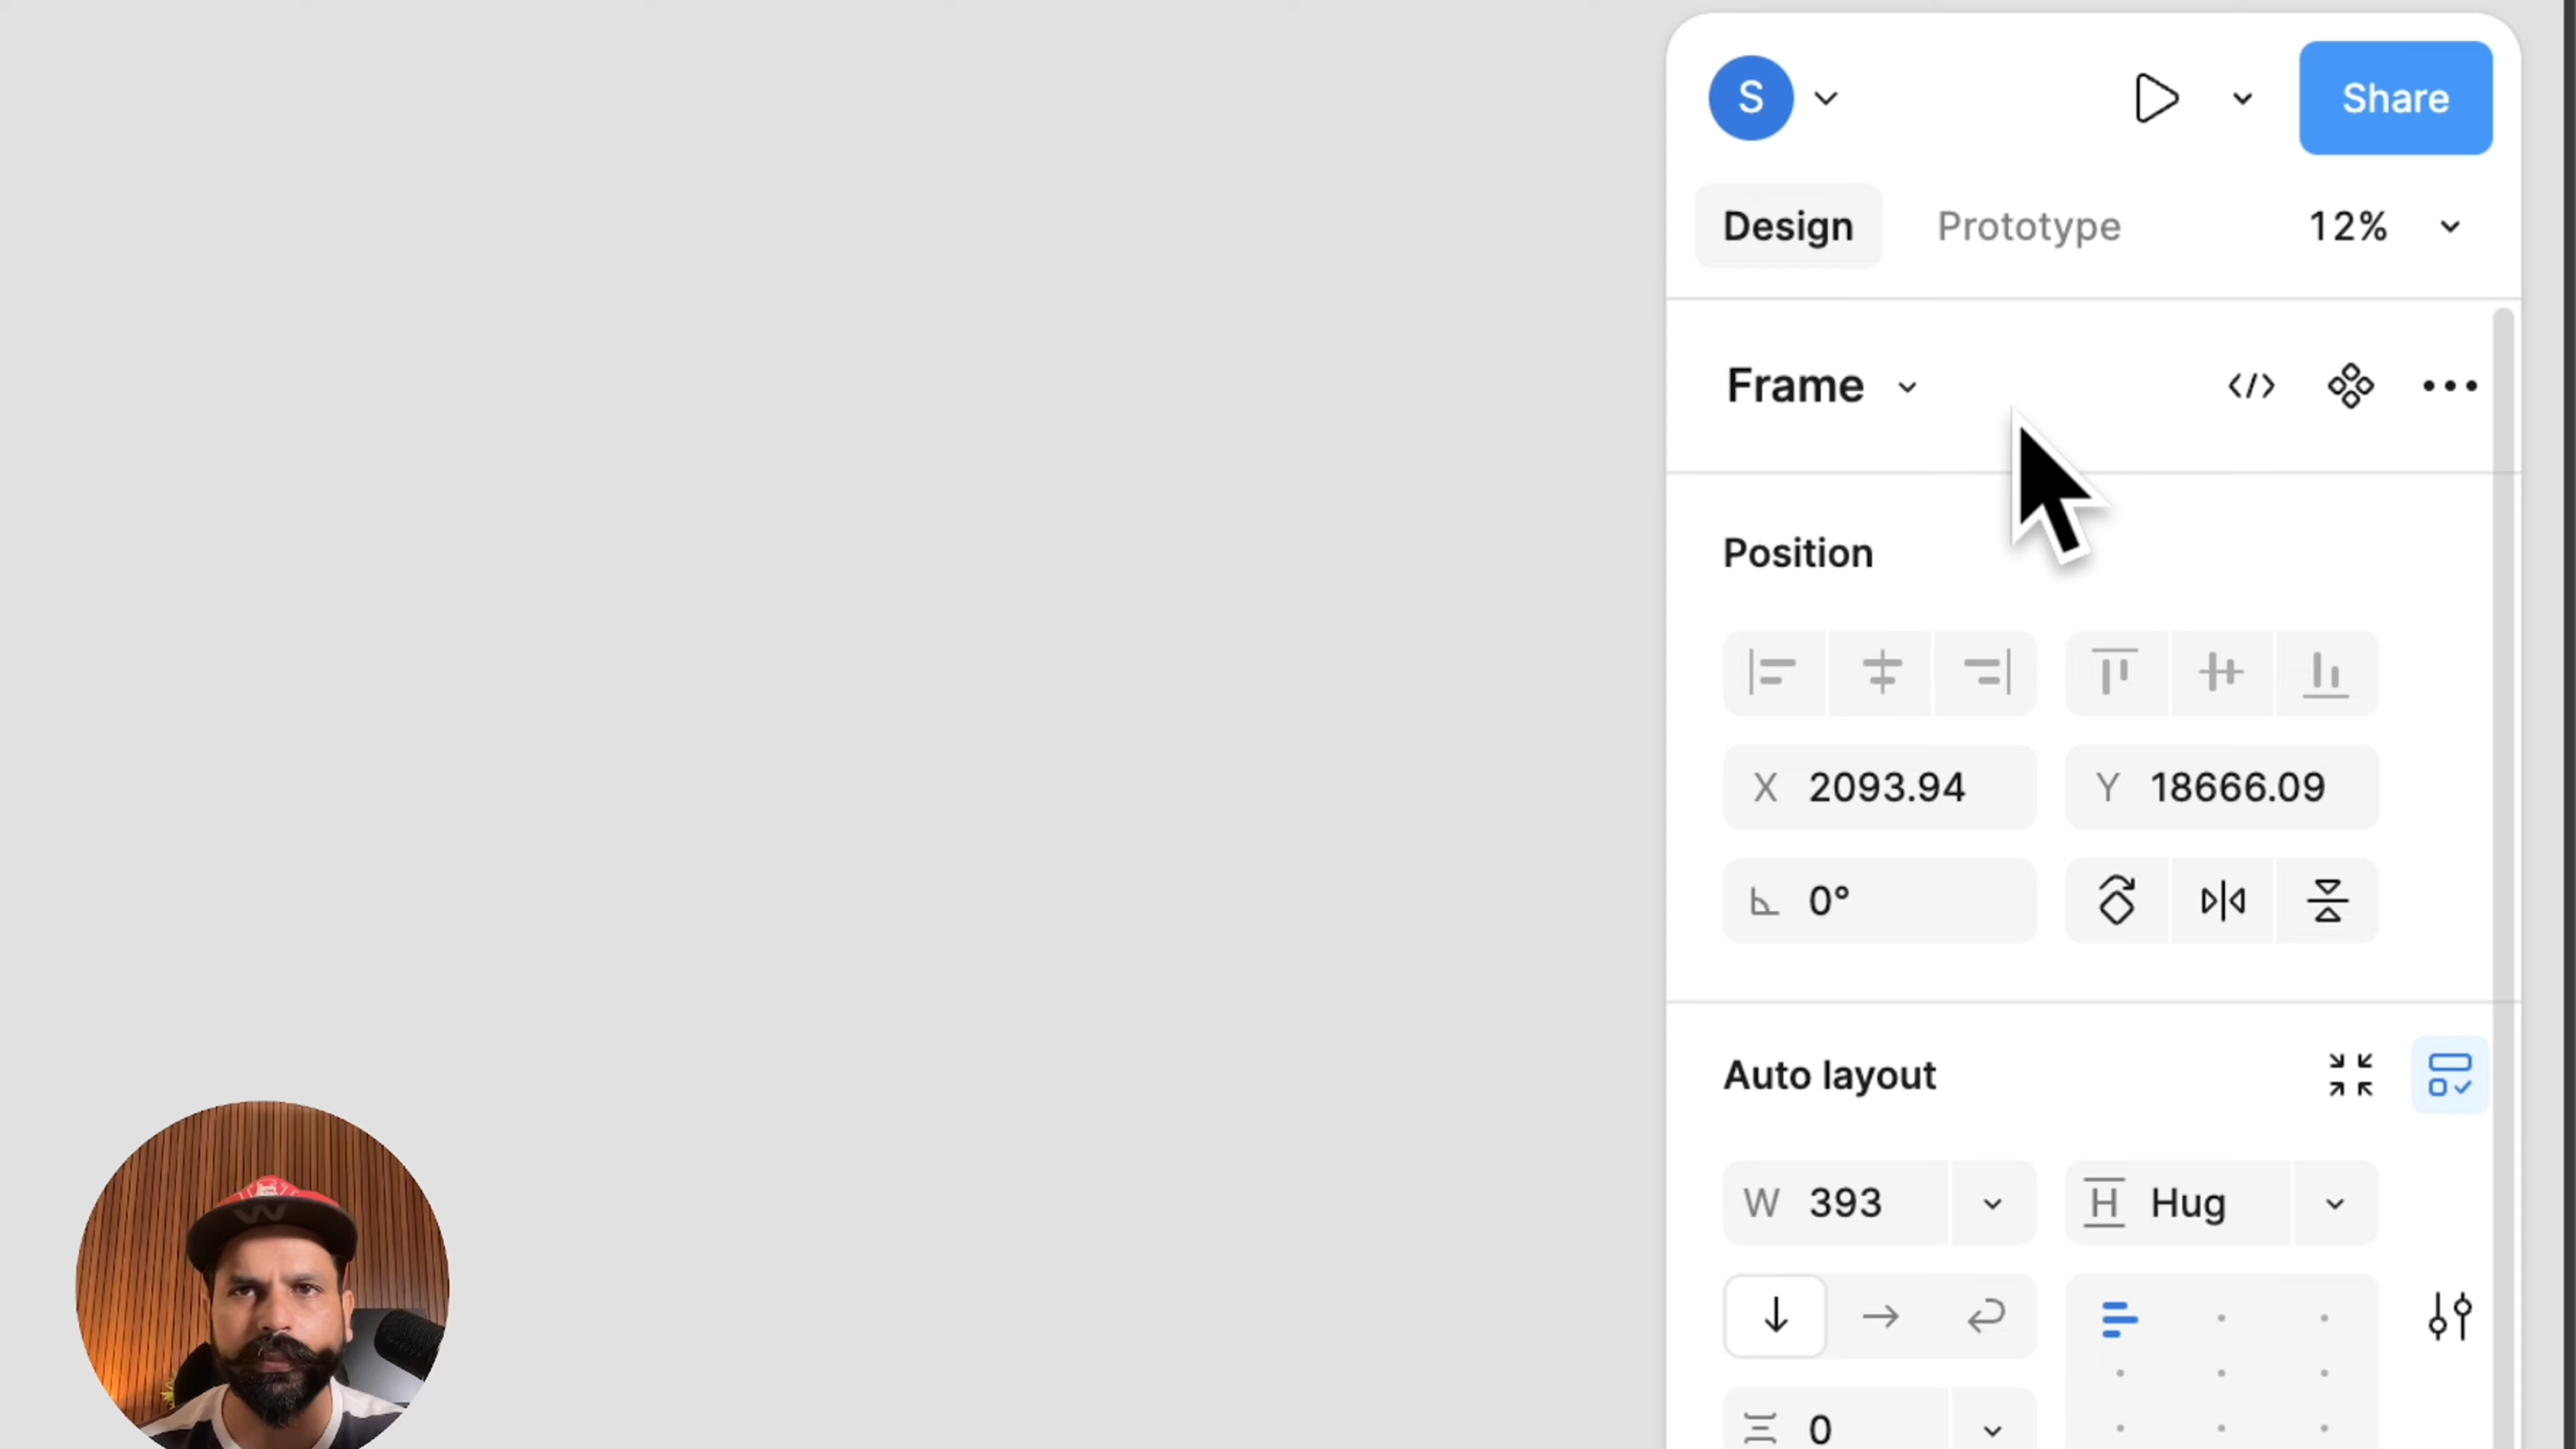 S
Share
Design Prototype 12%
Frame
Position
X 2093.94 Y 18666.09
0°
Auto layout
W 393 H Hug
0
W